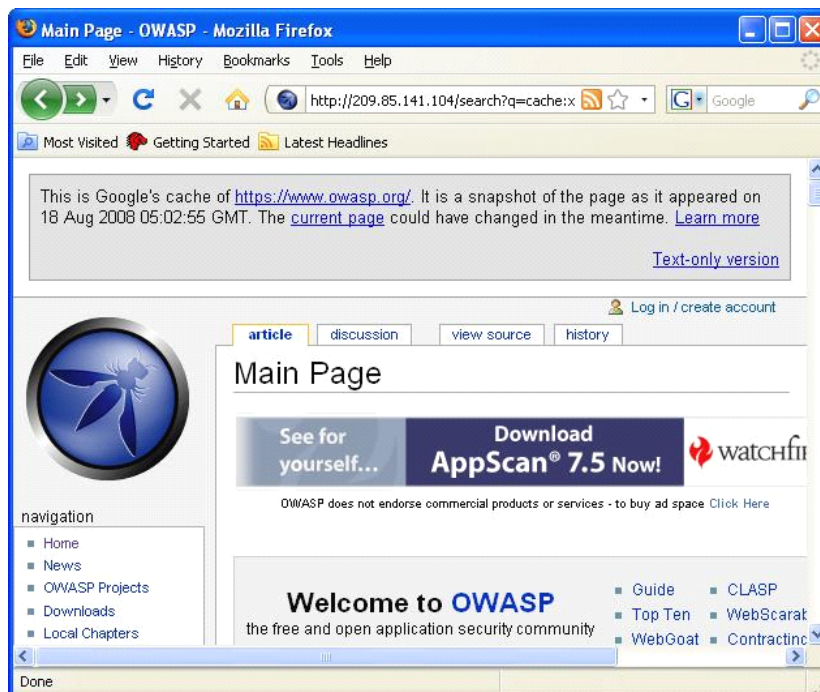 Main Page - OWASP - Mozilla Firefox
File Edit View History Bookmarks Tools Help
http://209.85.141.104/search?q=cache:x G Google
Most Visited Getting Started Latest Headlines
This is Google's cache of https://www.owasp.org/. It is a snapshot of the page as it appeared on
18 Aug 2008 05:02:55 GMT. The current page could have changed in the meantime. Learn more
Text-only version
Log in / create account
article discussion view source history
Main Page
See for
yourself...
Download
AppScan® 7.5 Now!
watchfir
OWASP does not endorse commercial products or services - to buy ad space Click Here
navigation
Home
News
OWASP Projects
Downloads
Local Chapters
Welcome to OWASP
the free and open application security community
Guide CLASP
Top Ten WebScarab
WebGoat Contracting
Done